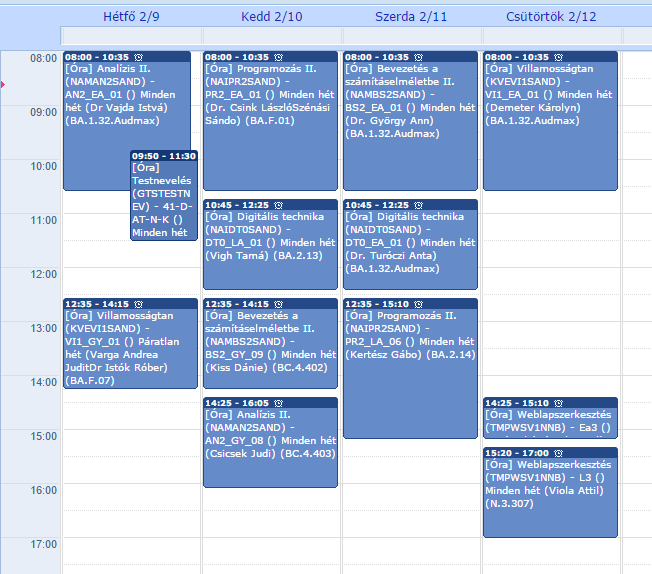 Hétfő 2/9
Kedd 2/10
Szerda 2/11
Csütörtök 2/12
08:00
09:00
10:00
11:00
12:00
13:00
14:00
15:00
16:00
17:00
08:00 - 10:35
[Óra] Analízis II.
(NAMAN2SAND) -
AN2_EA_01 () Minden
hét (Dr Vajda Istvá)
(BA.1.32.Audmax)
09:50 - 11:30
[Óra]
Testnevelés
(GTSTESTN
EV) - 41-D-
AT-N-K ()
Minden hét
12:35 - 14:15
[Óra] Villamosságtan
(KVEVI1SAND) -
VI1_GY_01 () Páratlan
hét (Varga Andrea
JuditDr Istók Róber)
(BA.F.07)
08:00 - 10:35
[Óra] Programozás II.
(NAIPR2SAND) -
PR2_EA_01 () Minden
hét (Dr. Csink LászlóSzénási
Sándo) (BA.F.01)
10:45 - 12:25
[Óra] Digitális technika
(NAIDT0SAND) -
DT0_LA_01 () Minden hét
(Vigh Tamá) (BA.2.13)
12:35 - 14:15
[Óra] Bevezetés a
számításelméletbe II.
(NAMBS2SAND) -
BS2_GY_09 () Minden hét
(Kiss Dánie) (BC.4.402)
14:25 - 16:05
[Óra] Analízis II.
(NAMAN2SAND) -
AN2_GY_08 () Minden hét
(Csicsek Judi) (BC.4.403)
08:00 - 10:35
[Óra] Bevezetés a
számításelméletbe II.
(NAMBS2SAND) -
BS2_EA_01 () Minden hét
(Dr. György Ann)
(BA.1.32.Audmax)
10:45 - 12:25
[Óra] Digitális technika
(NAIDT0SAND) -
DT0_EA_01 () Minden hét
(Dr. Turóczi Anta)
(BA.1.32.Audmax)
12:35 - 15:10
[Óra] Programozás II.
(NAIPR2SAND) -
PR2_LA_06 () Minden hét
(Kertész Gábo) (BA.2.14)
08:00 - 10:35
[Óra] Villamosságtan
(KVEVI1SAND) -
VI1_EA_01 () Minden hét
(Demeter Károlyn)
(BA.1.32.Audmax)
14:25 - 15:10
[Óra] Weblapszerkesztés
(TMPWSV1NNB) - Ea3 ()
15:20 - 17:00
[Óra] Weblapszerkesztés
(TMPWSV1NNB) - L3 ()
Minden hét (Viola Attil)
(N.3.307)